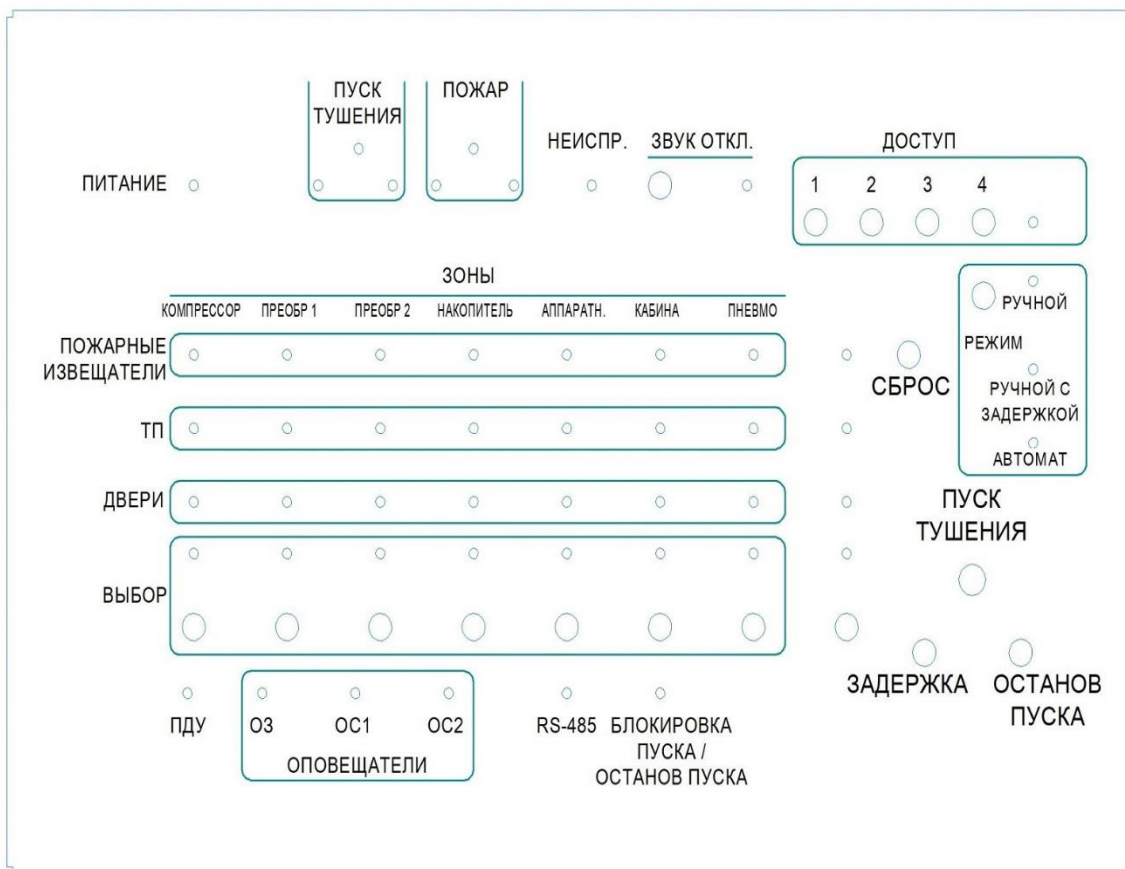 ПУСК
ТУШЕНИЯ
ПОЖАР
НЕИСПР.
ЗВУК ОТКЛ.
ДОСТУП
ПИТАНИЕ
1 2 3 4
ЗОНЫ
КОМПРЕССОР ПРЕОБР 1 ПРЕОБР 2 НАКОПИТЕЛЬ АППАРАТН. КАБИНА ПНЕВМО
ПОЖАРНЫЕ
ИЗВЕЩАТЕЛИ
ТП
ДВЕРИ
ВЫБОР
СБРОС
РУЧНОЙ
РЕЖИМ
РУЧНОЙ С
ЗАДЕРЖКОЙ
АВТОМАТ
ПУСК
ТУШЕНИЯ
ЗАДЕРЖКА
ОСТАНОВ
ПУСКА
ПДУ
ОЗ ОС1 ОС2
ОПОВЕЩАТЕЛИ
RS-485
БЛОКИРОВКА
ПУСКА /
ОСТАНОВ ПУСКА